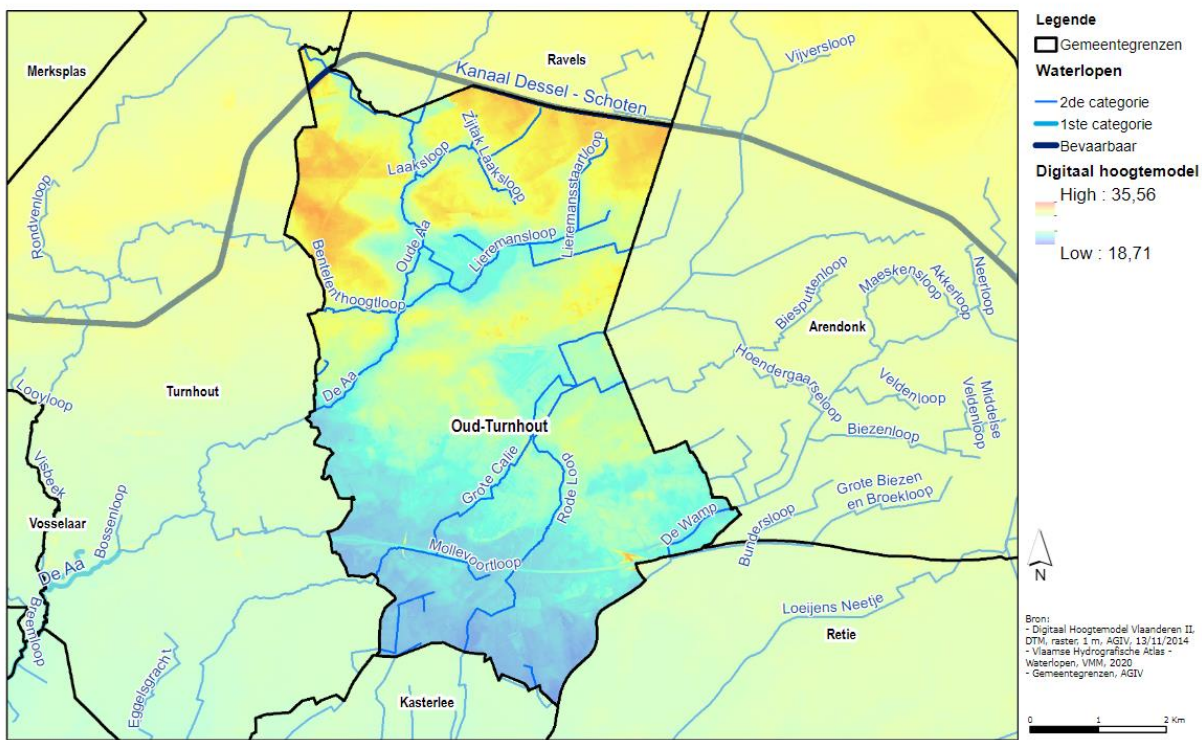 Merksplas
Ravels
Kanaal Dessel - Schoten
Vijversloop
Rondvenloop
Laaksloop
Zijtak Laaksloop
Lieremansstaartloop
Oude Aa
Lieremansloop
Bentelenthoogtloop
Biesputtenloop
Maeskensloop
Akkerloop
Neerloop
Arendonk
Hoendergaarseloop
Veldenloop
Middelse
Veldenloop
Biezenloop
Looyloop
Turnhout
De Aa
Oud-Turnhout
Visbeek
Vosselaar
Bossenloop
De Aa
Breemloop
Grote Calie
Rode Loop
De Wamp
Bundersloop
Grote Biezen
en Broekloop
Mollevoortloop
Loeijens Neetje
Retie
Eggelsgracht
Kasterlee
Legende
Gemeentegrenzen
Waterlopen
2de categorie
1ste categorie
Bevaarbaar
Digitaal hoogtemodel
High : 35,56
Low : 18,71
N
Bron:
- Digitaal Hoogtemodel Vlaanderen II,
DTM, raster, 1 m, AGIV, 13/11/2014
- Vlaamse Hydrografische Atlas -
Waterlopen, VMM, 2020
- Gemeentegrenzen, AGIV
0 1 2 Km